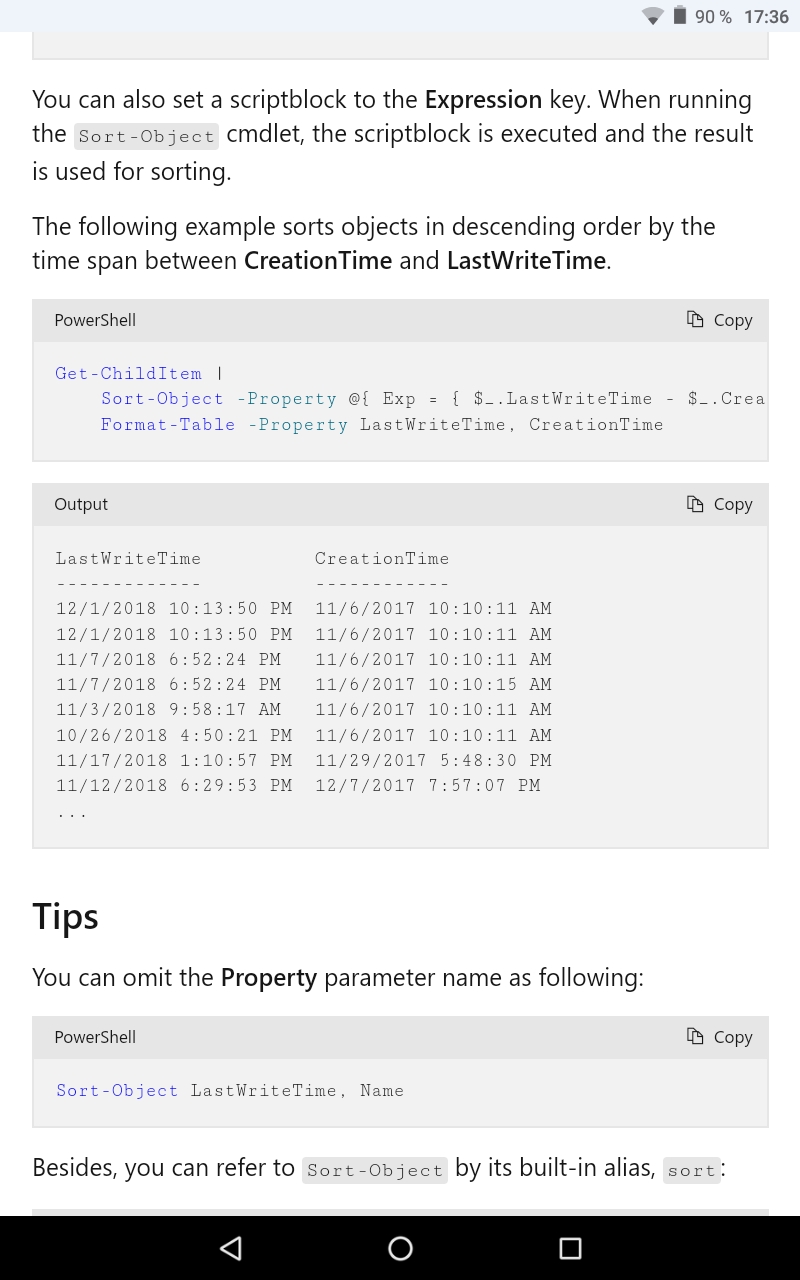 90 % 17:36
You can also set a scriptblock to the Expression key. When running
the Sort-Object cmdlet, the scriptblock is executed and the result
is used for sorting.
The following example sorts objects in descending order by the
time span between CreationTime and LastWriteTime.
PowerShell Copy
Get-ChildItem |
    Sort-Object -Property @{ Exp = { $_.LastWriteTime - $_.Crea
    Format-Table -Property LastWriteTime, CreationTime
Output Copy
LastWriteTime          CreationTime
-------------          ------------
12/1/2018 10:13:50 PM  11/6/2017 10:10:11 AM
12/1/2018 10:13:50 PM  11/6/2017 10:10:11 AM
11/7/2018 6:52:24 PM   11/6/2017 10:10:11 AM
11/7/2018 6:52:24 PM   11/6/2017 10:10:15 AM
11/3/2018 9:58:17 AM   11/6/2017 10:10:11 AM
10/26/2018 4:50:21 PM  11/6/2017 10:10:11 AM
11/17/2018 1:10:57 PM  11/29/2017 5:48:30 PM
11/12/2018 6:29:53 PM  12/7/2017 7:57:07 PM
...
Tips
You can omit the Property parameter name as following:
PowerShell Copy
Sort-Object LastWriteTime, Name
Besides, you can refer to Sort-Object by its built-in alias, sort: